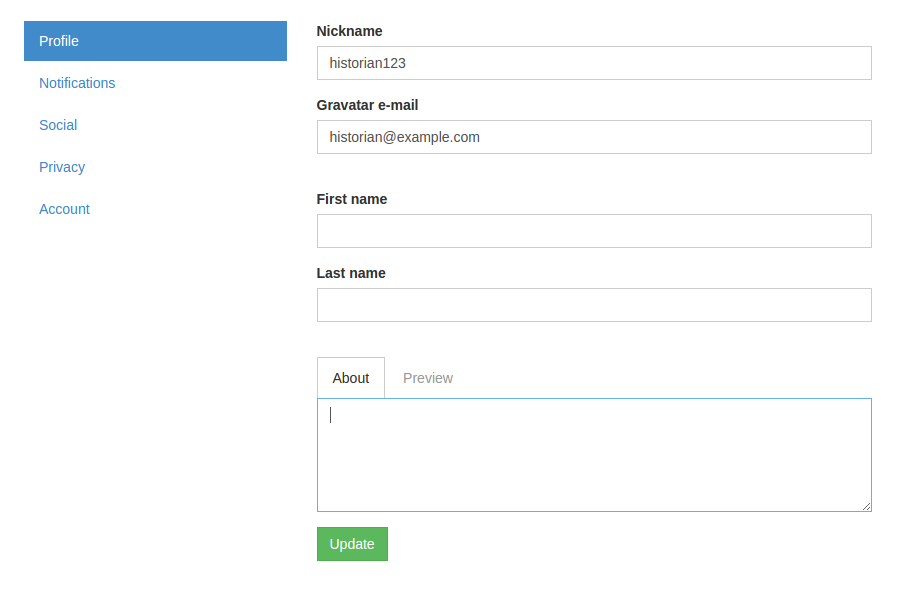 Profile
Notifications
Social
Privacy
Account
Nickname
historian123
Gravatar e-mail
historian@example.com
First name
Last name
About
Preview
Update